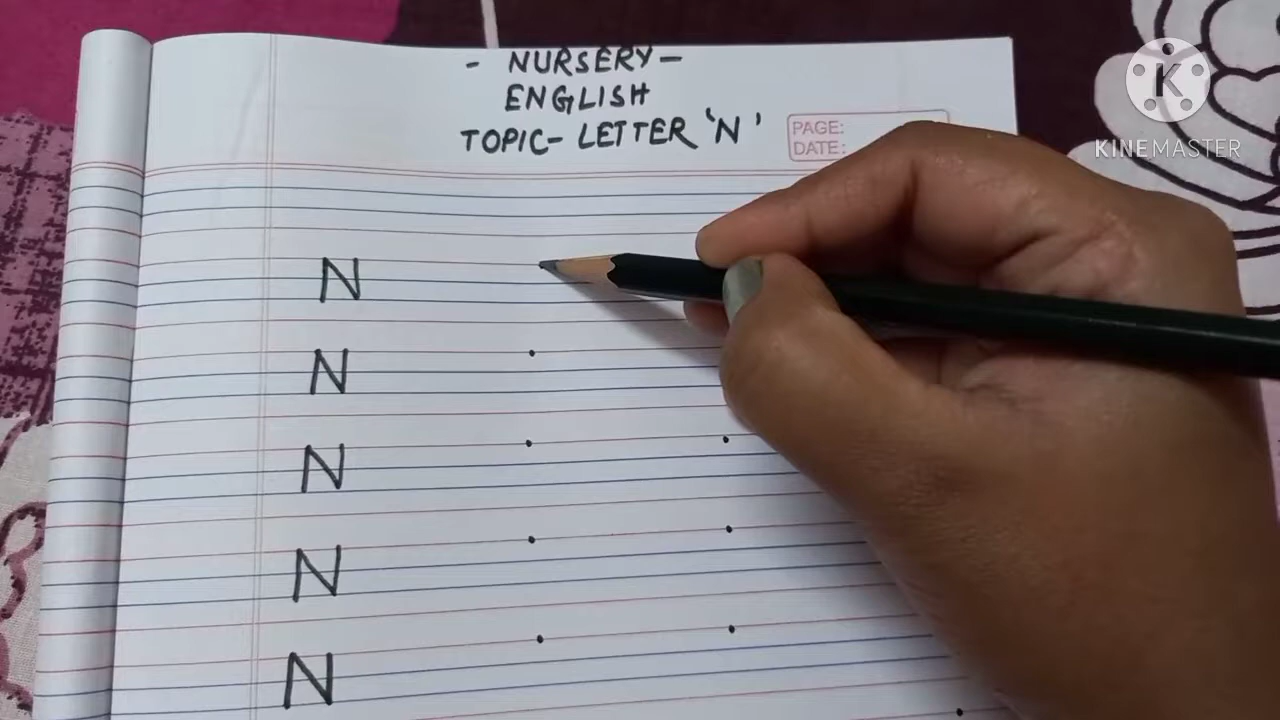 - NURSERY -
ENGLISH
TOPIC- LETTER 'N'
PAGE:
DATE:
K
KINEMASTER
N
N
N
N
N